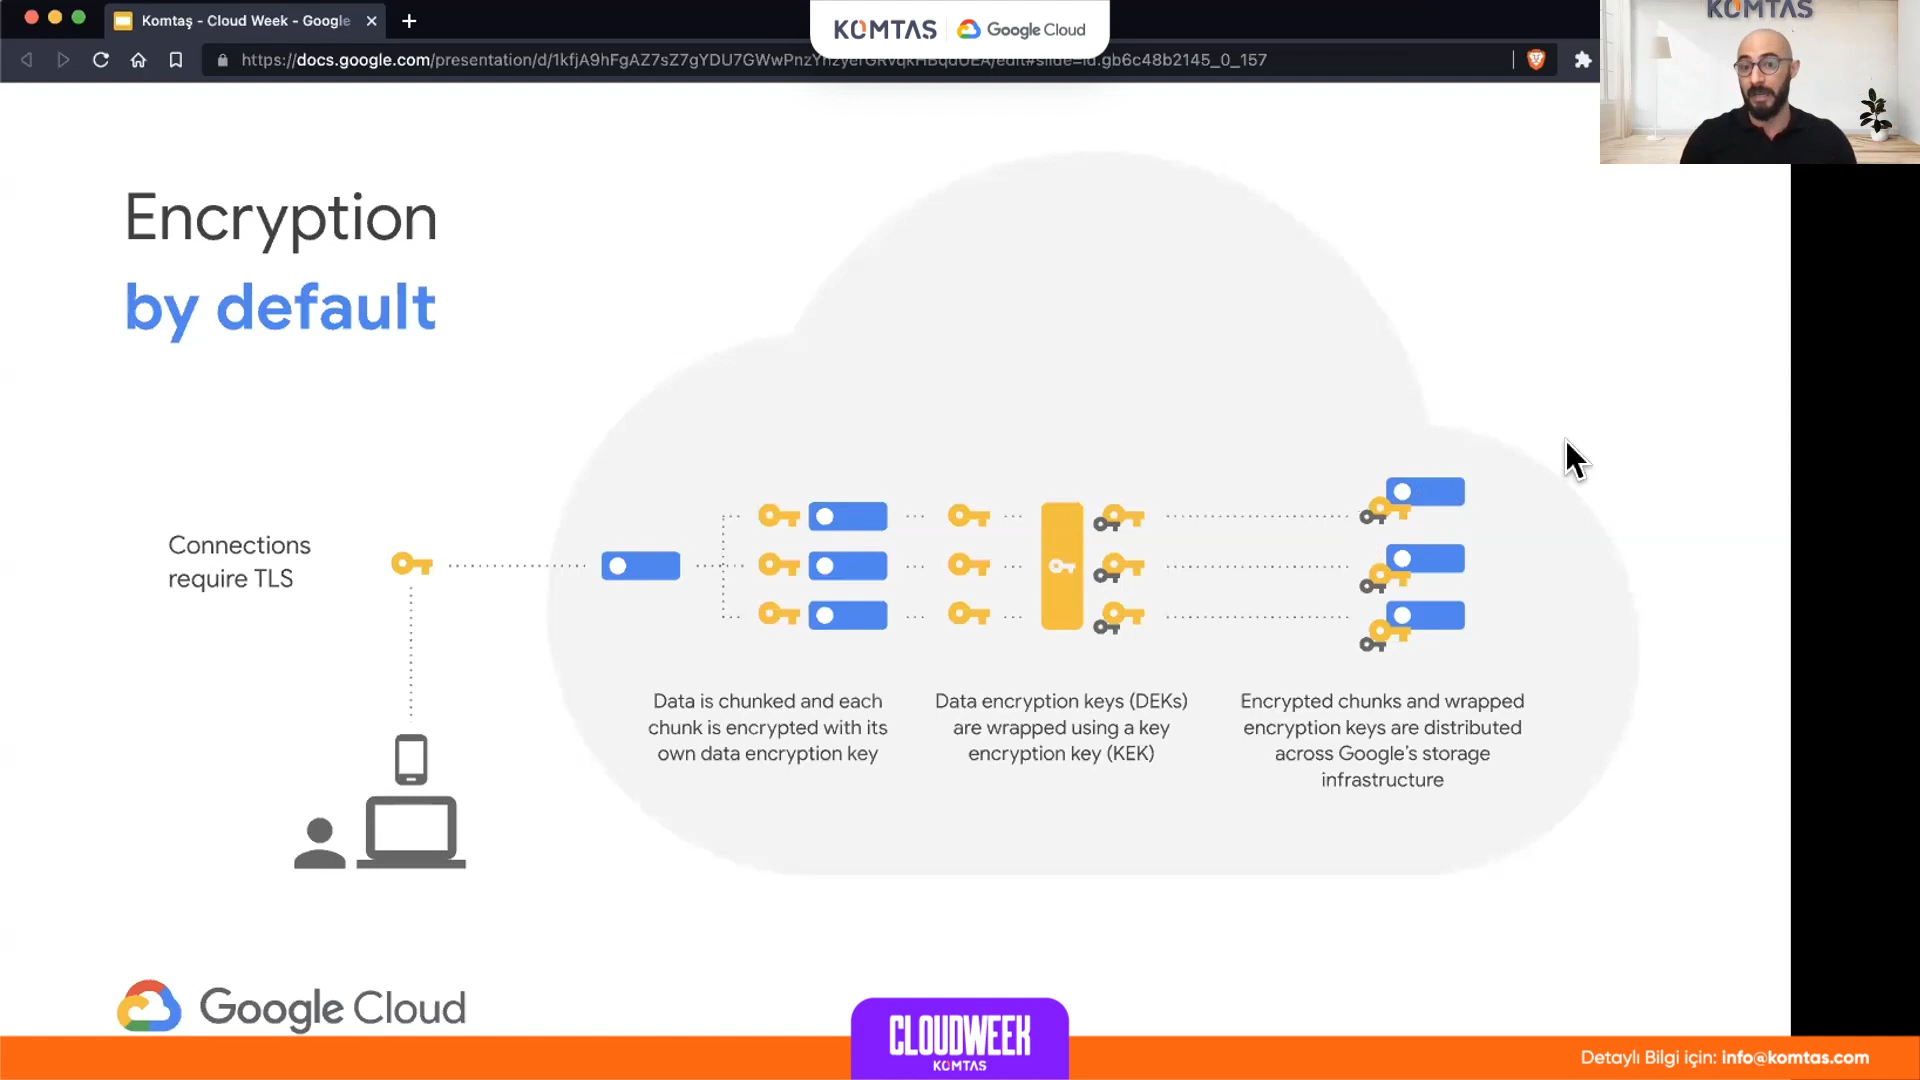 Komtaş - Cloud Week - Google
KOMTAS
Google Cloud
KOMTAS
Encryption
by default
Connections
require TLS
Data is chunked and each
chunk is encrypted with its
own data encryption key
Data encryption keys (DEKs)
are wrapped using a key
encryption key (KEK)
Encrypted chunks and wrapped
encryption keys are distributed
across Google's storage
infrastructure
Google Cloud
CLOUDWEEK
KOMTAS
Detaylı Bilgi için: info@komtas.com